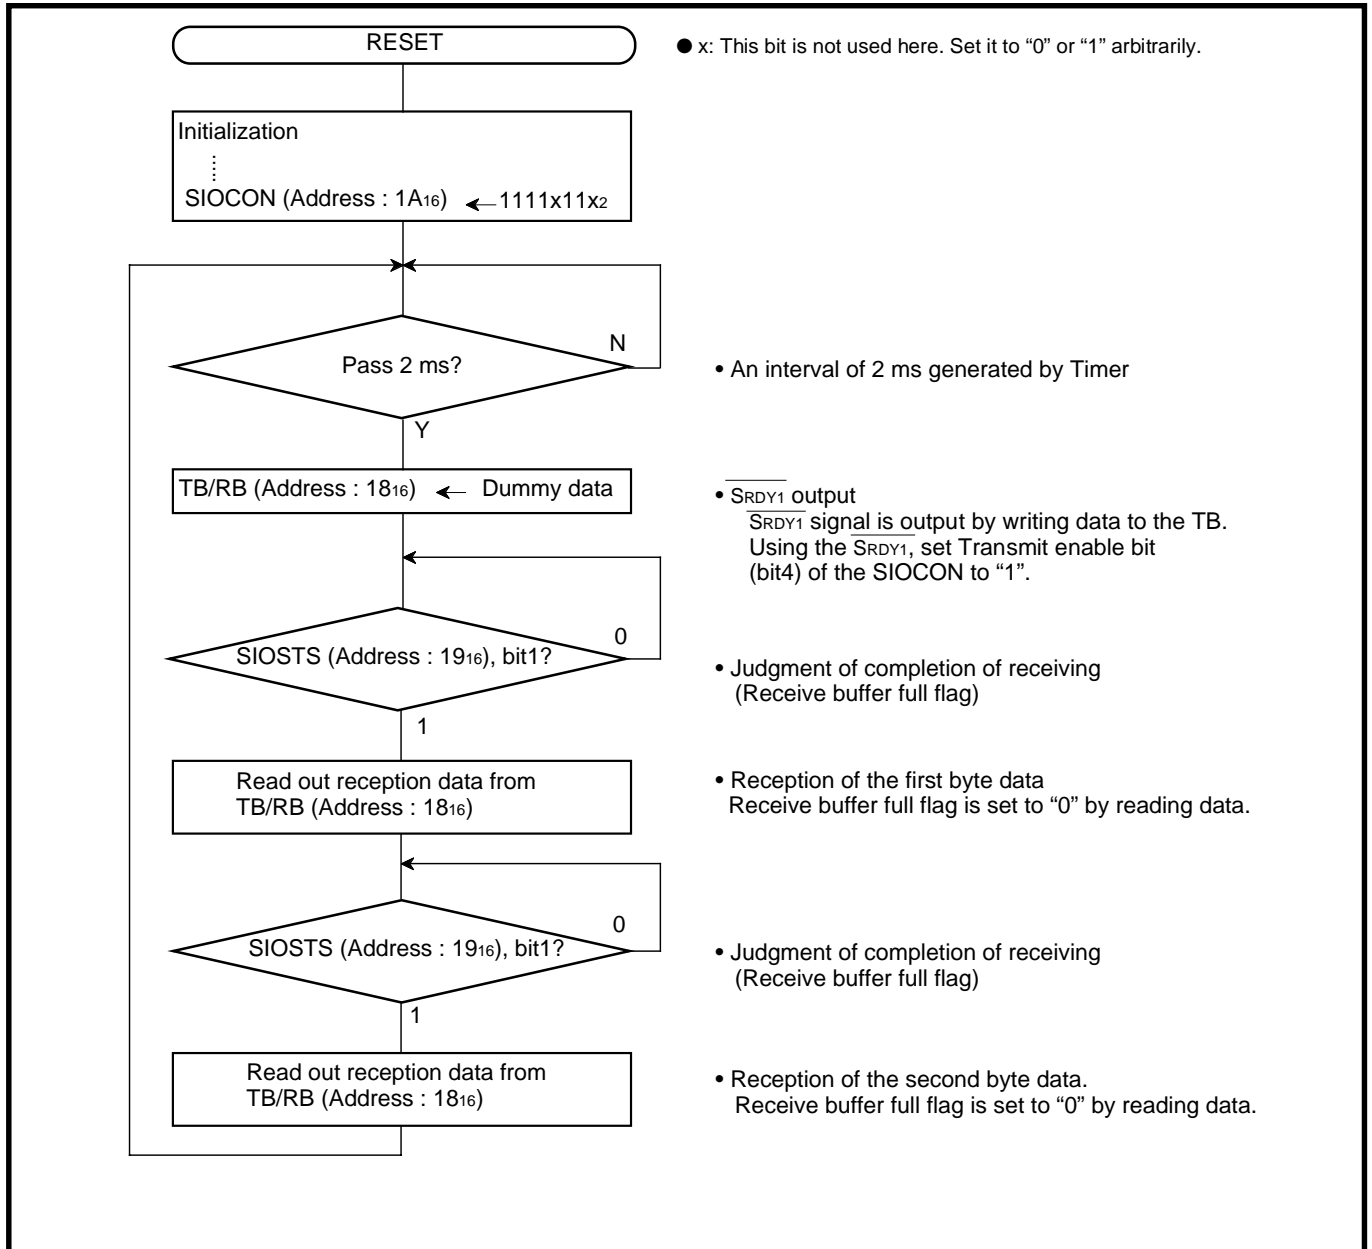 RESET
● x: This bit is not used here. Set it to “0” or “1” arbitrarily.
Initialization
SIOCON (Address : 1A16) ←1111x11x2
Pass 2 ms?
N
• An interval of 2 ms generated by Timer
Y
TB/RB (Address : 1816) ← Dummy data
• SRDY1 output
SRDY1 signal is output by writing data to the TB.
Using the SRDY1, set Transmit enable bit
(bit4) of the SIOCON to “1”.
SIOSTS (Address : 1916), bit1?
0
• Judgment of completion of receiving
(Receive buffer full flag)
1
Read out reception data from
TB/RB (Address : 1816)
• Reception of the first byte data
Receive buffer full flag is set to “0” by reading data.
SIOSTS (Address : 1916), bit1?
0
• Judgment of completion of receiving
(Receive buffer full flag)
1
Read out reception data from
TB/RB (Address : 1816)
• Reception of the second byte data.
Receive buffer full flag is set to “0” by reading data.